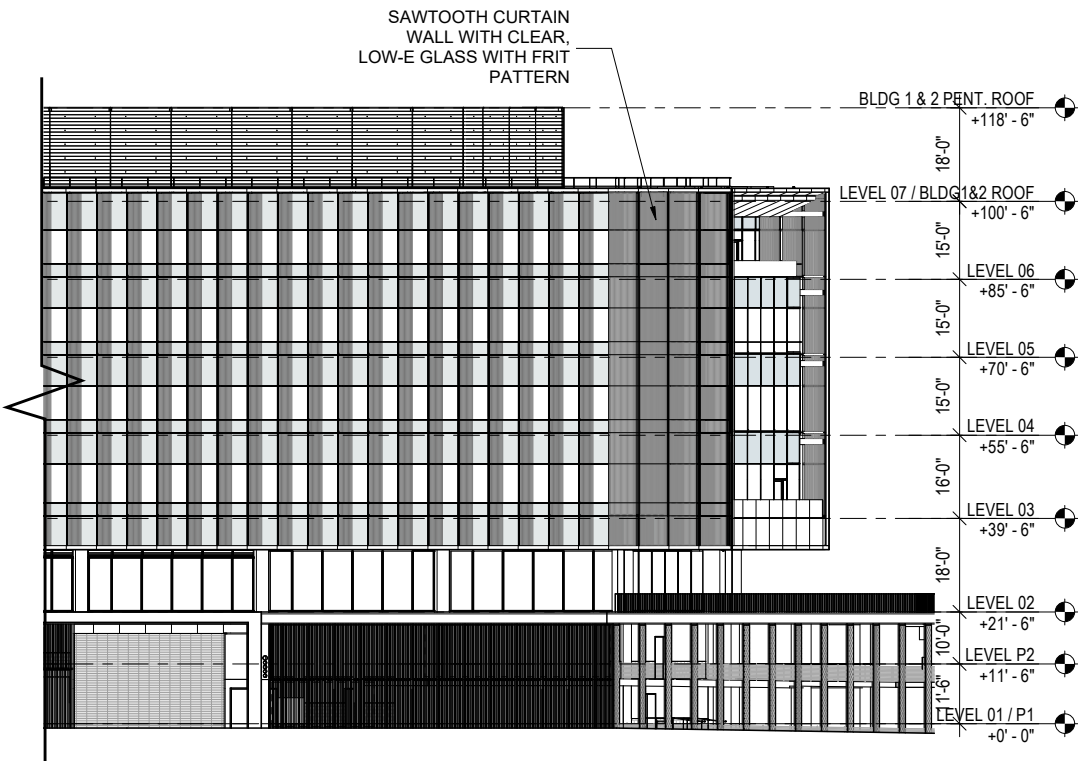 SAWTOOTH CURTAIN
WALL WITH CLEAR,
LOW-E GLASS WITH FRIT
PATTERN
BLDG 1 & 2 PENT. ROOF
+118' - 6"
18'-0"
LEVEL 07 / BLDG1&2 ROOF
+100' - 6"
15'-0"
LEVEL 06
+85' - 6"
15'-0"
LEVEL 05
+70' - 6"
15'-0"
LEVEL 04
+55' - 6"
16'-0"
LEVEL 03
+39' - 6"
18'-0"
LEVEL 02
+21' - 6"
10'-0"
LEVEL P2
+11' - 6"
11'-6"
LEVEL 01 / P1
+0' - 0"